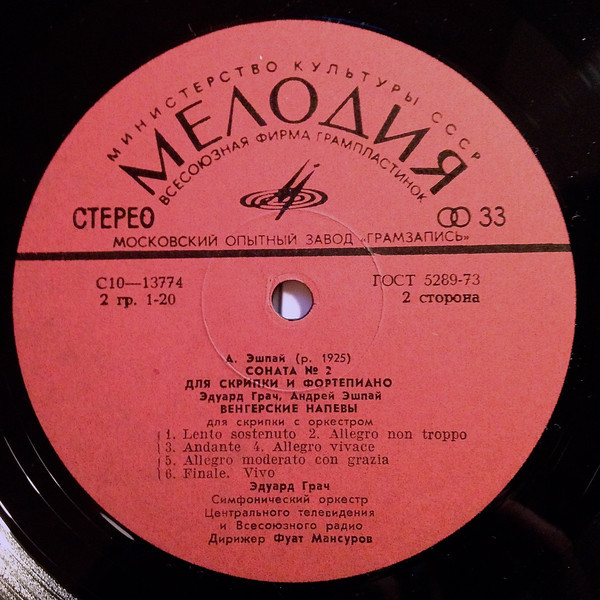 МИНИСТЕРСТВО КУЛЬТУРЫ СССР
МЕЛОДИЯ
ВСЕСОЮЗНАЯ ФИРМА ГРАМПЛАСТИНОК
СТЕРЕО
33
МОСКОВСКИЙ ОПЫТНЫЙ ЗАВОД «ГРАМЗАПИСЬ»
С10—13774
ГОСТ 5289-73
2 гр. 1-20
2 сторона
А. Эшпай (р. 1925)
СОНАТА № 2
ДЛЯ СКРИПКИ И ФОРТЕПИАНО
Эдуард Грач, Андрей Эшпай
ВЕНГЕРСКИЕ НАПЕВЫ
для скрипки с оркестром
1. Lento sostenuto 2. Allegro non troppo
3. Andante 4. Allegro vivace
5. Allegro moderato con grazia
6. Finale. Vivo
Эдуард Грач
Симфонический оркестр
Центрального телевидения
и Всесоюзного радио
Дирижер Фуат Мансуров